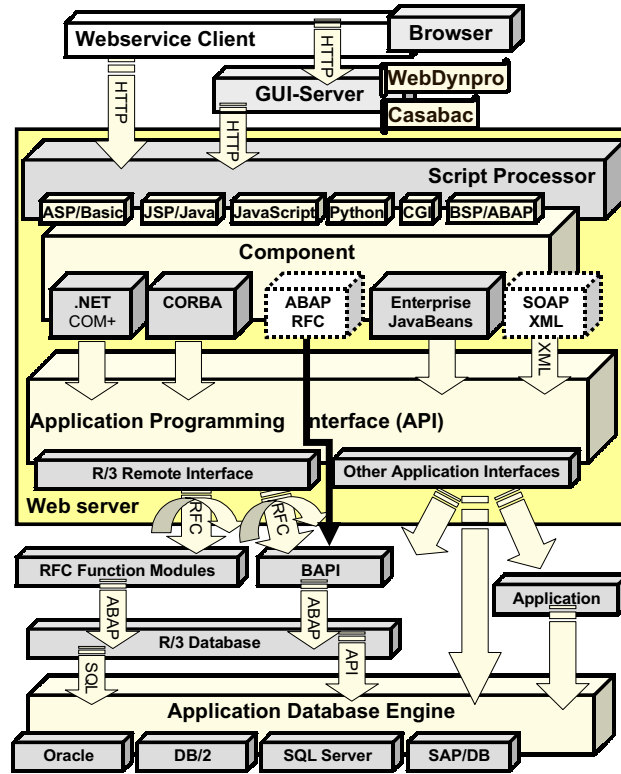 Webservice Client
Browser
HTTP
HTTP
WebDynpro
GUI-Server
Casabac
HTTP
Script Processor
ASP/Basic
JSP/Java
JavaScript
Python
CGI
BSP/ABAP
Component
.NET
COM+
CORBA
ABAP
RFC
Enterprise
JavaBeans
SOAP
XML
XML
Application Programming Interface (API)
R/3 Remote Interface
Other Application Interfaces
Web server
RFC
RFC
RFC Function Modules
BAPI
Application
ABAP
ABAP
R/3 Database
SQL
API
Application Database Engine
Oracle
DB/2
SQL Server
SAP/DB